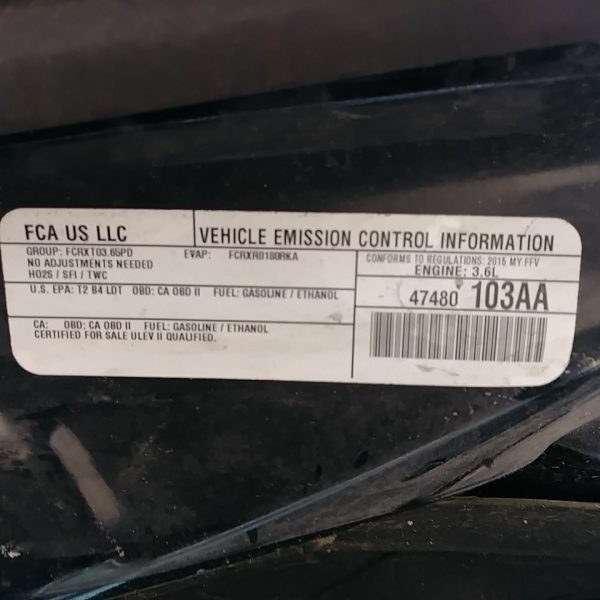 FCA US LLC
VEHICLE EMISSION CONTROL INFORMATION
GROUP: FCRXT03.65PD EVAP: FCRXR0180RKA
NO ADJUSTMENTS NEEDED
HO2S / SFI / TWC
CONFORMS TO REGULATIONS: 2015 MY FFV
ENGINE: 3.6L
U.S. EPA: T2 B4 LDT OBD: CA OBD II FUEL: GASOLINE / ETHANOL
47480 103AA
CA: OBD: CA OBD II FUEL: GASOLINE / ETHANOL
CERTIFIED FOR SALE ULEV II QUALIFIED.